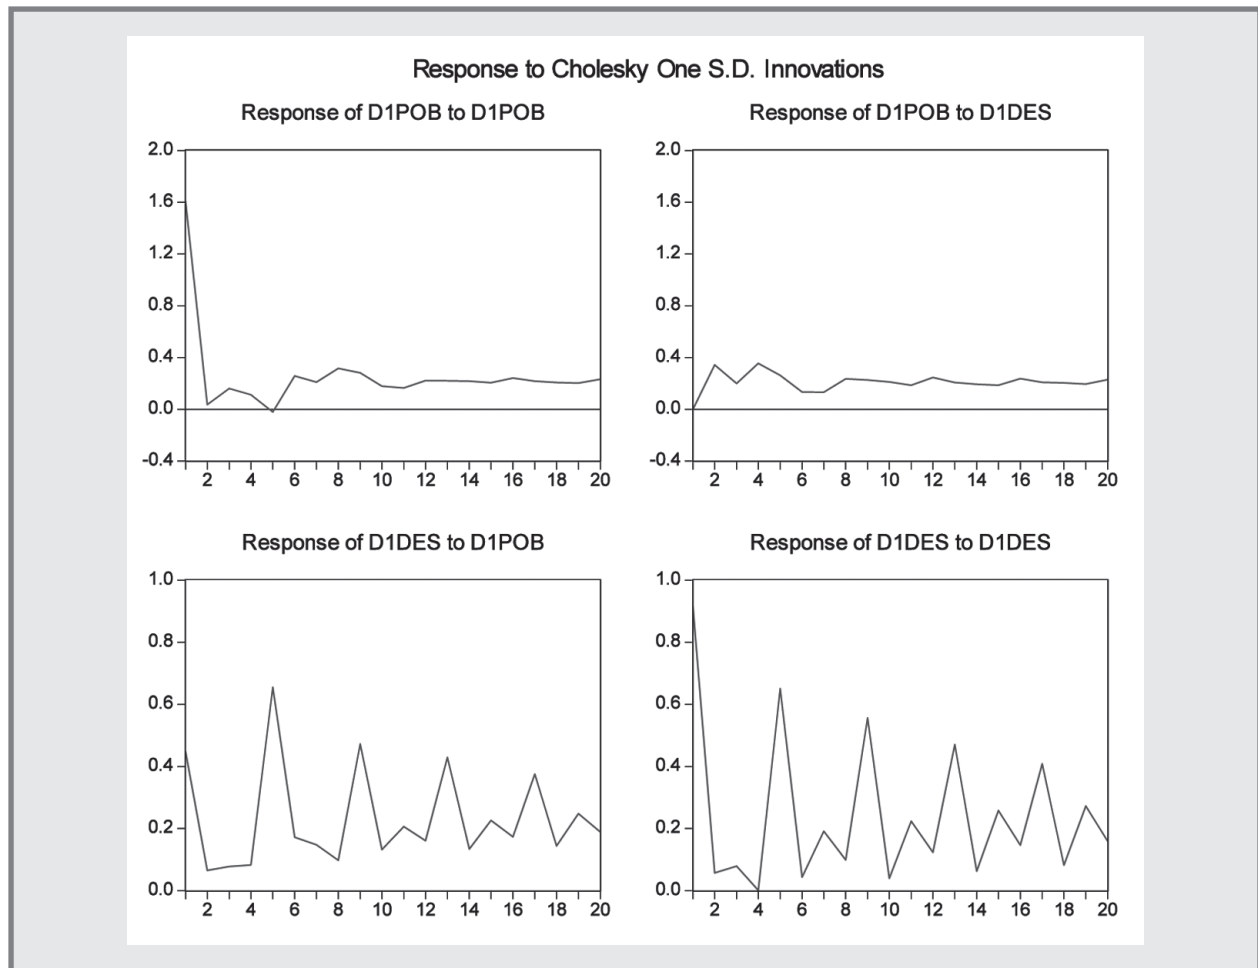 Response to Cholesky One S.D. Innovations
Response of D1POB to D1POB
2.0
1.6
1.2
0.8
0.4
0.0
-0.4
2 4 6 8 10 12 14 16 18 20
Response of D1POB to D1DES
2.0
1.6
1.2
0.8
0.4
0.0
-0.4
2 4 6 8 10 12 14 16 18 20
Response of D1DES to D1POB
1.0
0.8
0.6
0.4
0.2
0.0
2 4 6 8 10 12 14 16 18 20
Response of D1DES to D1DES
1.0
0.8
0.6
0.4
0.2
0.0
2 4 6 8 10 12 14 16 18 20